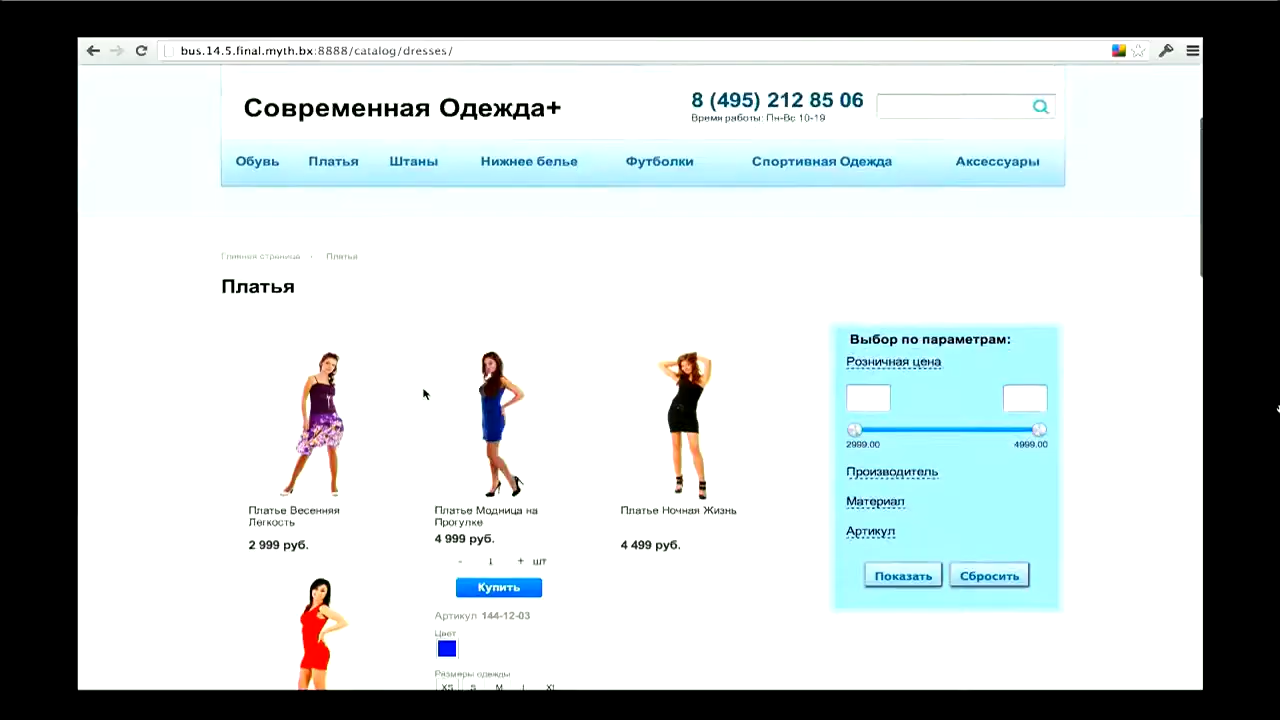 bus.14.5.final.myth.bx:8888/catalog/dresses/
Современная Одежда+
8 (495) 212 85 06
Время работы: Пн-Вс 10-19
Обувь Платья Штаны Нижнее белье Футболки Спортивная Одежда Аксессуары
Главная страница Платья
Платья
Платье Весенняя
Легкость
2 999 руб.
Платье Модница на
Прогулке
4 999 руб.
- 1 + шт
Купить
Артикул 144-12-03
Цвет
Размеры одежды
XS S M L XL
Платье Ночная Жизнь
4 499 руб.
Выбор по параметрам:
Розничная цена
2999.00 4999.00
Производитель
Материал
Артикул
Показать Сбросить